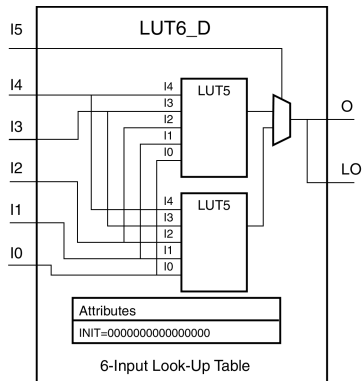 LUT6_D
I5
I4
I3
I2
I1
I0
I4
I3
I2
I1
I0
LUT5
I4
I3
I2
I1
I0
LUT5
O
LO
Attributes
INIT=0000000000000000
6-Input Look-Up Table